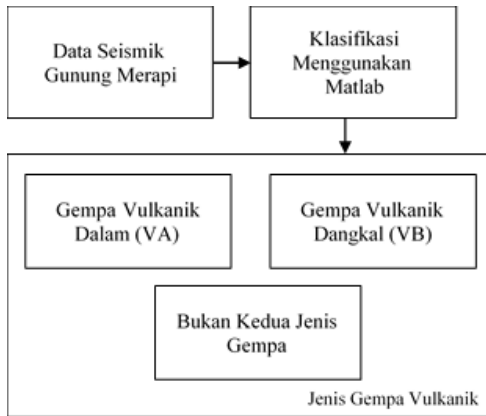 Data Seismik
Gunung Merapi
Klasifikasi
Menggunakan
Matlab
Gempa Vulkanik
Dalam (VA)
Gempa Vulkanik
Dangkal (VB)
Bukan Kedua Jenis
Gempa
Jenis Gempa Vulkanik